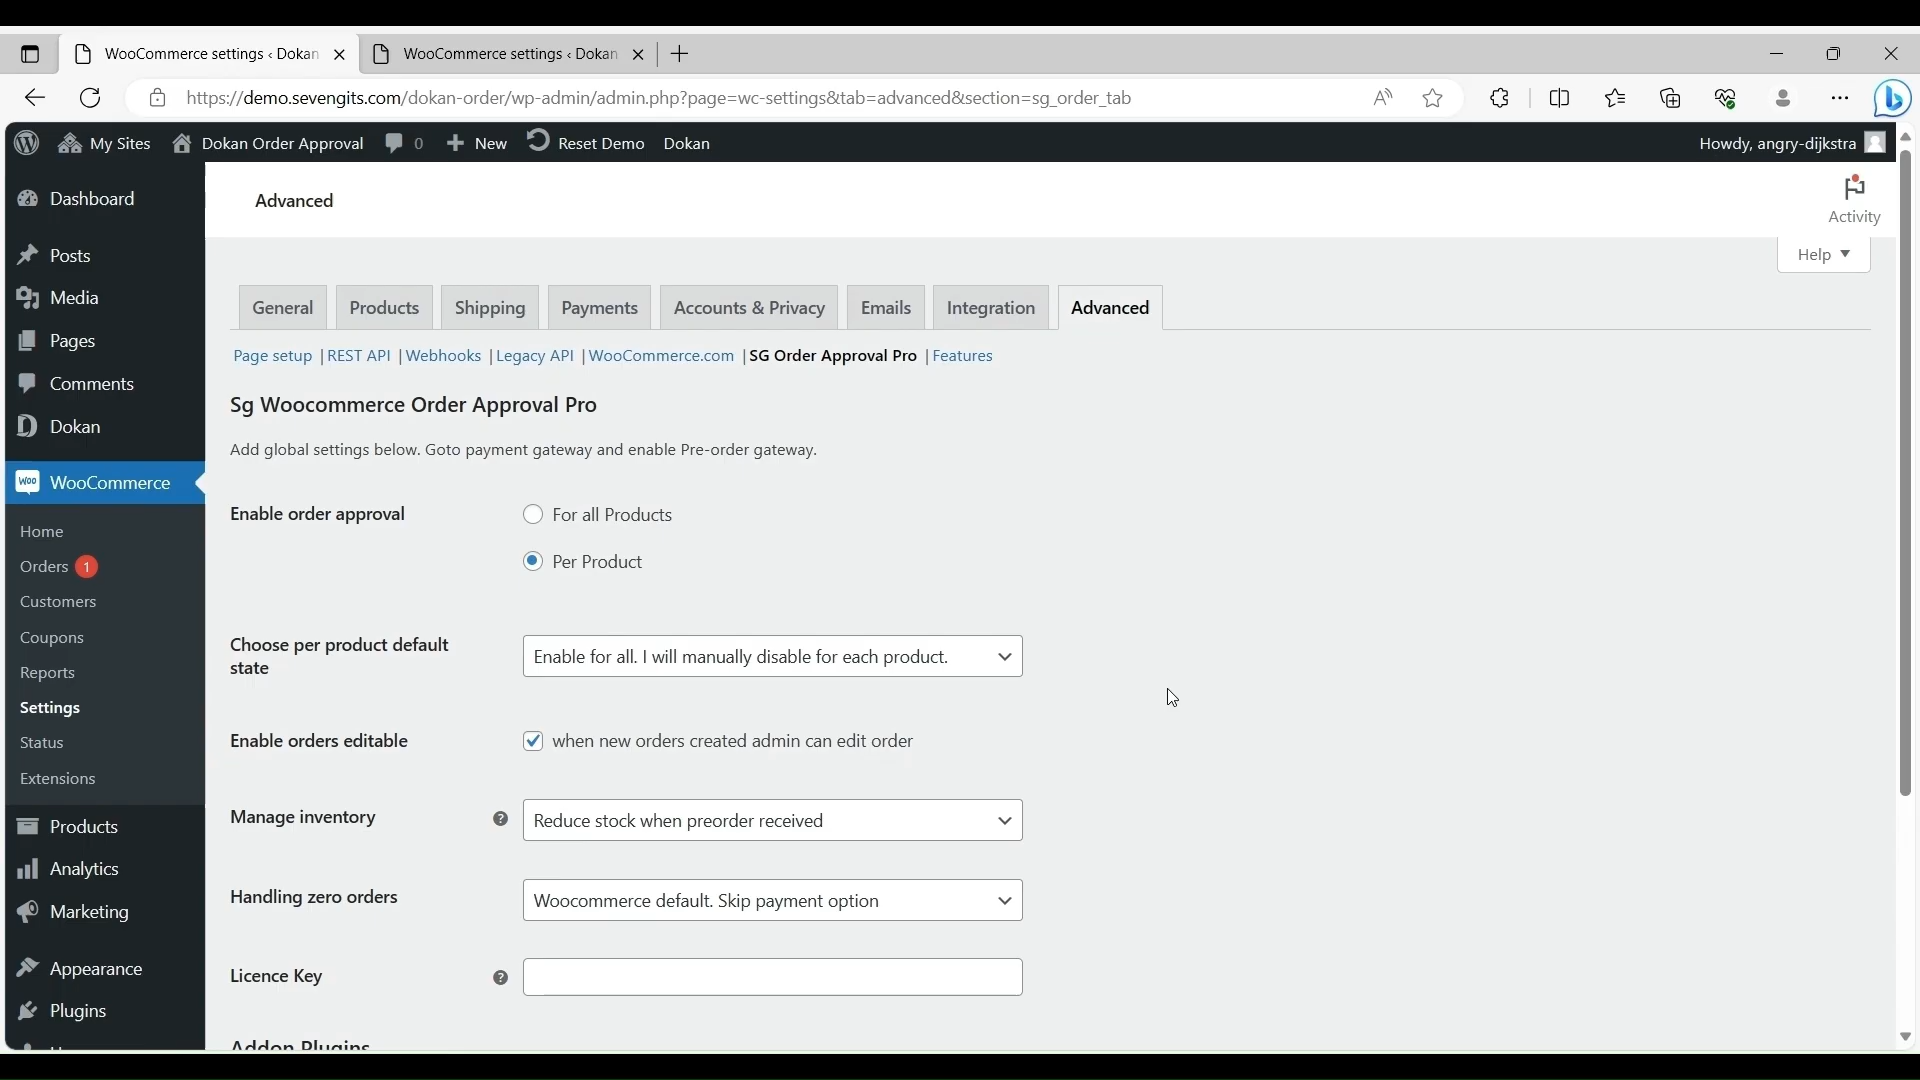 WooCommerce settings ‹ Dokan
WooCommerce settings ‹ Dokan
https://demo.sevengits.com/dokan-order/wp-admin/admin.php?page=wc-settings&tab=advanced&section=sg_order_tab
My Sites
Dokan Order Approval
0
New
Reset Demo
Dokan
Howdy, angry-dijkstra
Dashboard
Posts
Media
Pages
Comments
Dokan
WooCommerce
Home
Orders 1
Customers
Coupons
Reports
Settings
Status
Extensions
Products
Analytics
Marketing
Appearance
Plugins
Advanced
Activity
Help
General
Products
Shipping
Payments
Accounts & Privacy
Emails
Integration
Advanced
Page setup | REST API | Webhooks | Legacy API | WooCommerce.com | SG Order Approval Pro | Features
Sg Woocommerce Order Approval Pro
Add global settings below. Goto payment gateway and enable Pre-order gateway.
Enable order approval
For all Products
Per Product
Choose per product default
state
Enable for all. I will manually disable for each product.
Enable orders editable
when new orders created admin can edit order
Manage inventory
Reduce stock when preorder received
Handling zero orders
Woocommerce default. Skip payment option
Licence Key
Addon Plugins